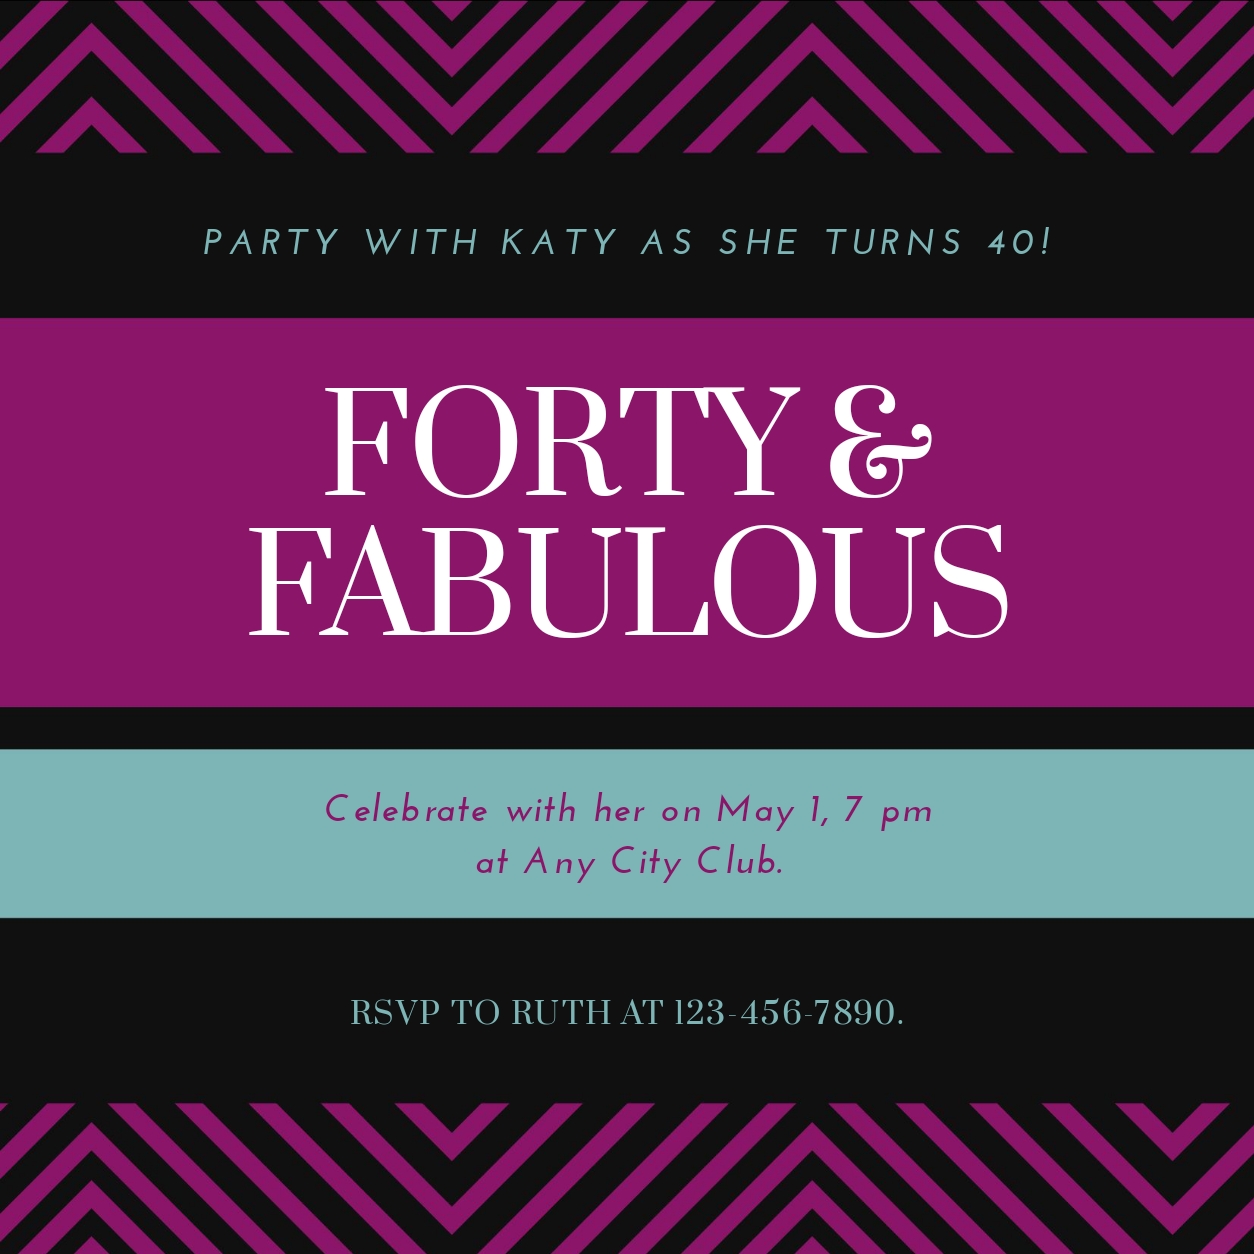 PARTY WITH KATY AS SHE TURNS 40!
FORTY &
FABULOUS
Celebrate with her on May 1, 7 pm
at Any City Club.
RSVP TO RUTH AT 123-456-7890.